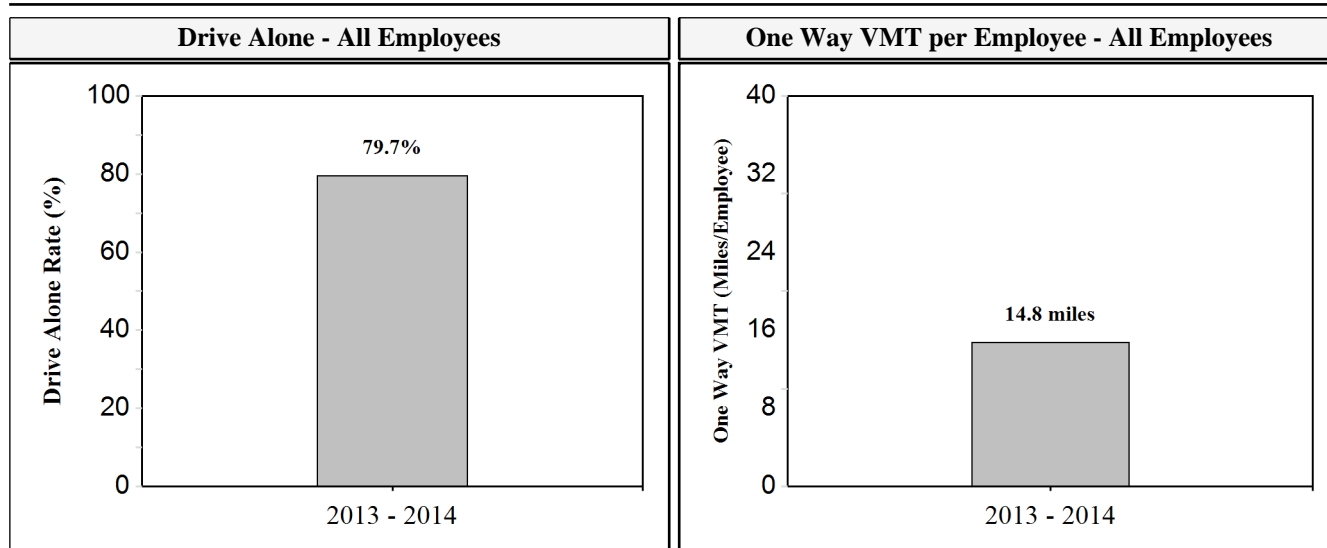 Drive Alone - All Employees
Drive Alone Rate (%)
100
80
60
40
20
0
79.7%
2013 - 2014
One Way VMT per Employee - All Employees
One Way VMT (Miles/Employee)
40
32
24
16
8
0
14.8 miles
2013 - 2014